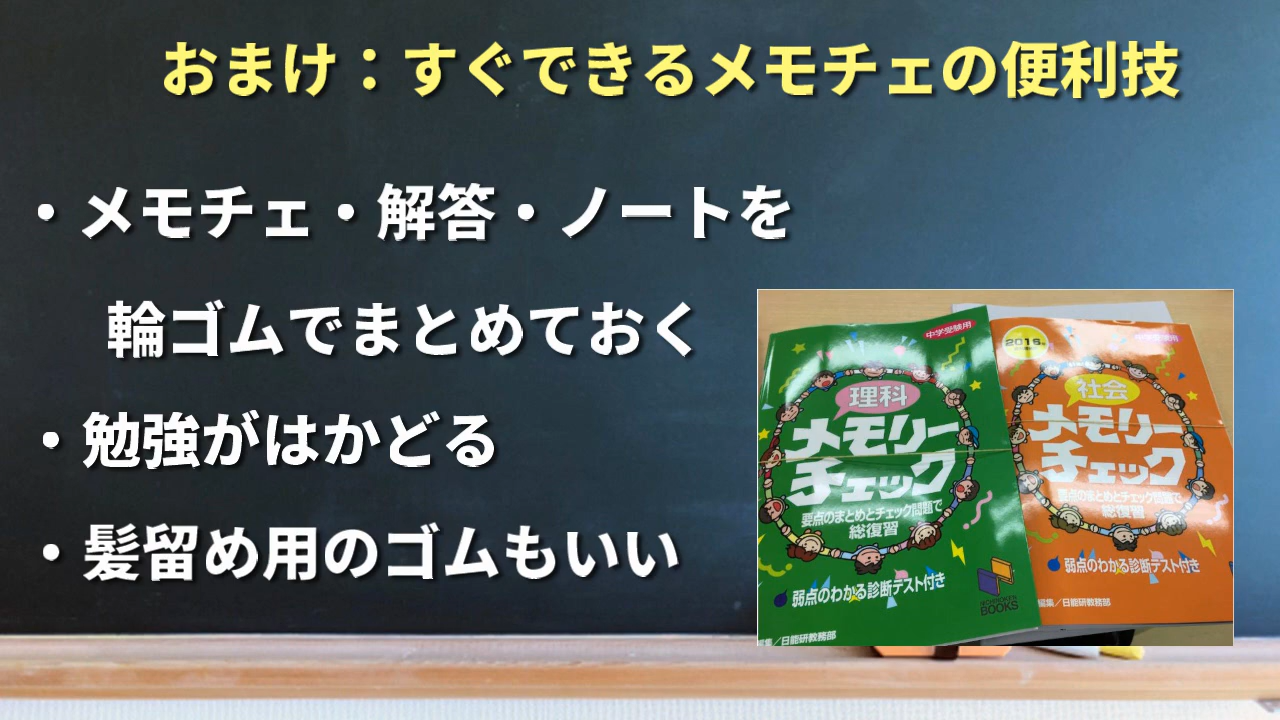 おまけ：すぐできるメモチェの便利技
・メモチェ・解答・ノートを
輪ゴムでまとめておく
・勉強がはかどる
・髪留め用のゴムもいい
中学受験用
理科
メモリー
チェック
要点のまとめとチェック問題で
総復習
弱点のわかる診断テスト付き
NICHINOKEN
BOOKS
編集／日能研教務部
2016年
中学受験用
社会
メモリー
チェック
要点のまとめとチェック問題で
総復習
弱点のわかる診断テスト付き
編集／日能研教務部